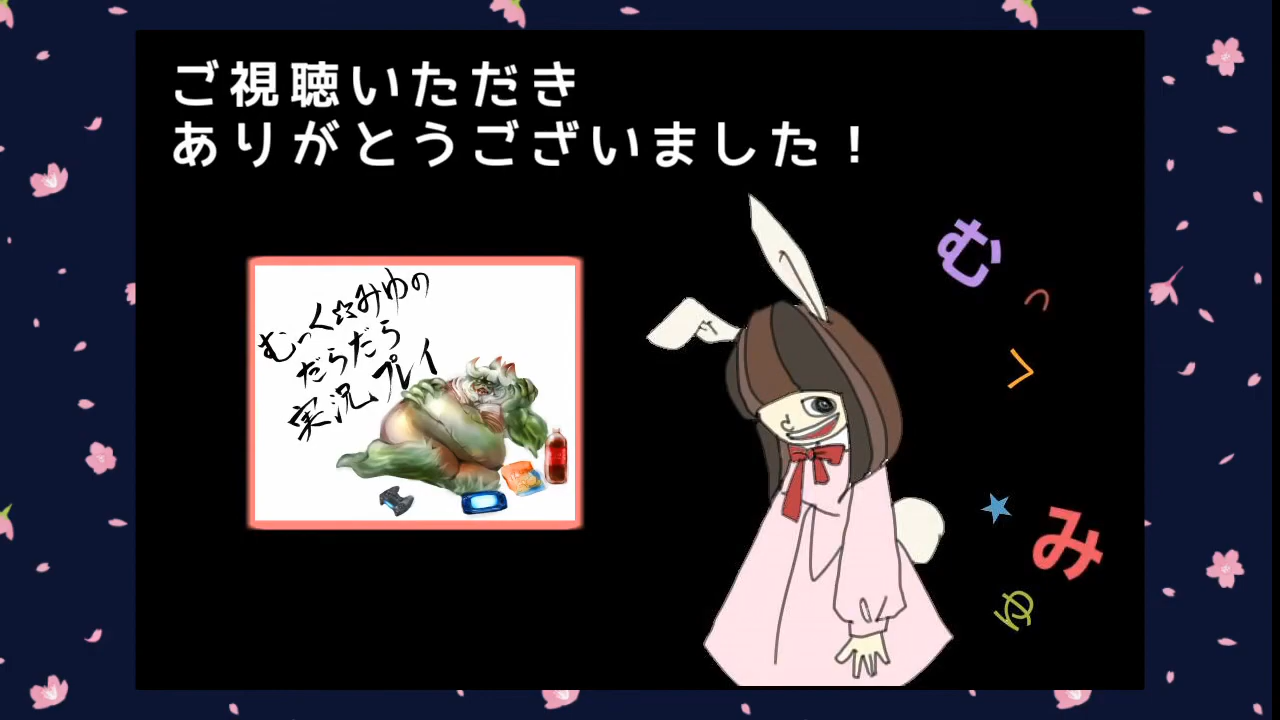 ご視聴いただき
ありがとうございました！
むっく☆みゆの
だらだら
実況プレイ
むっく★みゆ